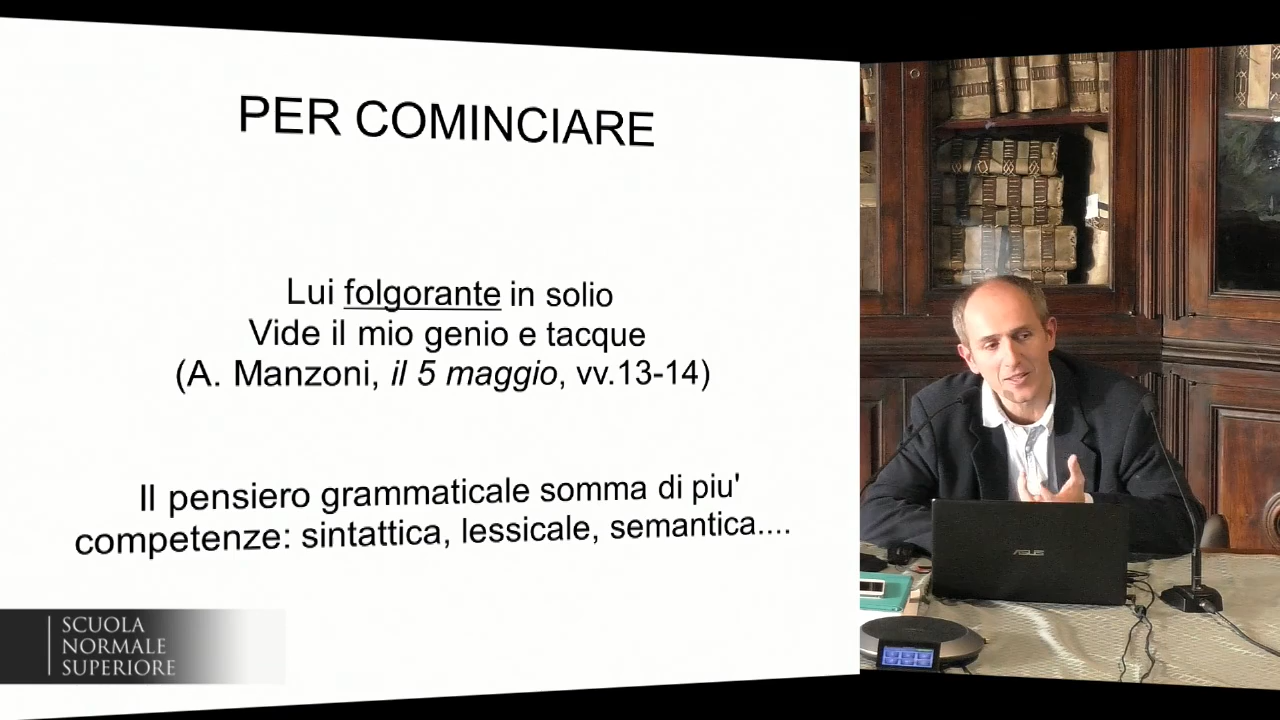 PER COMINCIARE
Lui folgorante in solio
Vide il mio genio e tacque
(A. Manzoni, il 5 maggio, vv.13-14)
Il pensiero grammaticale somma di piu'
competenze: sintattica, lessicale, semantica....
SCUOLA
NORMALE
SUPERIORE
ASUS